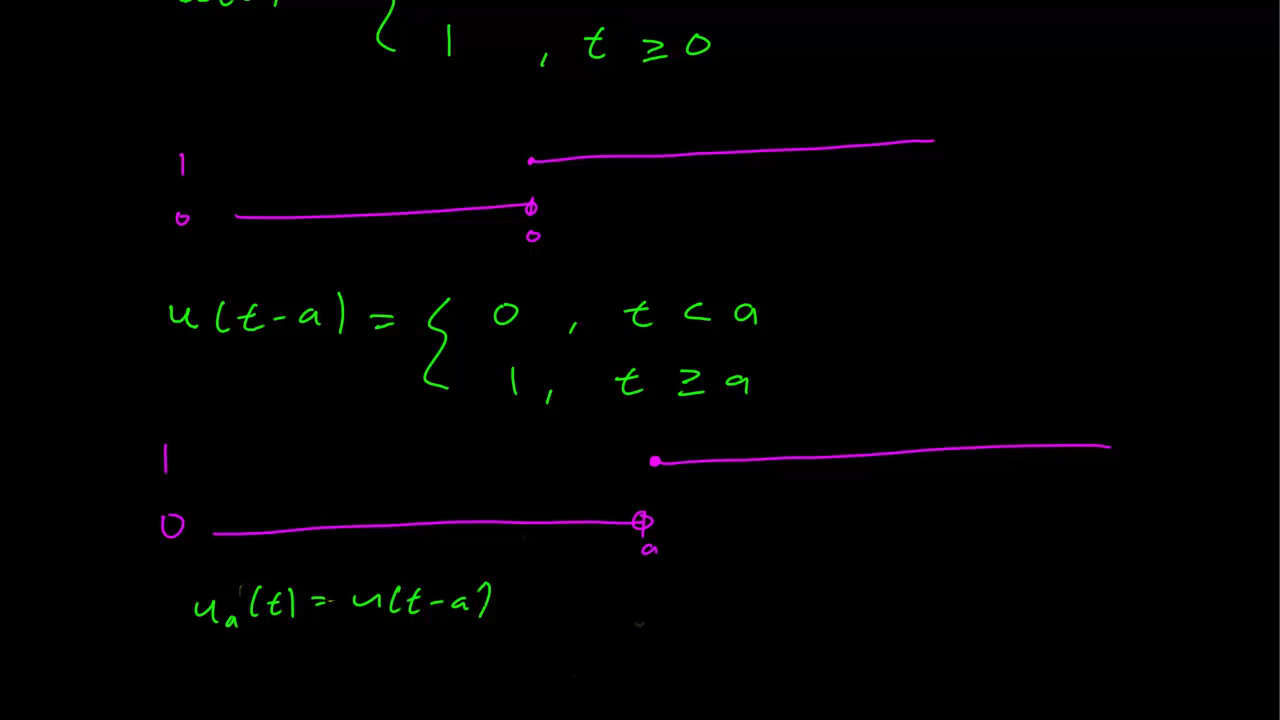 1 , t ≥ 0
1
0
0
u(t-a) = { 0 , t < a
1 , t ≥ a
1
0
a
u_a(t) = u(t-a)